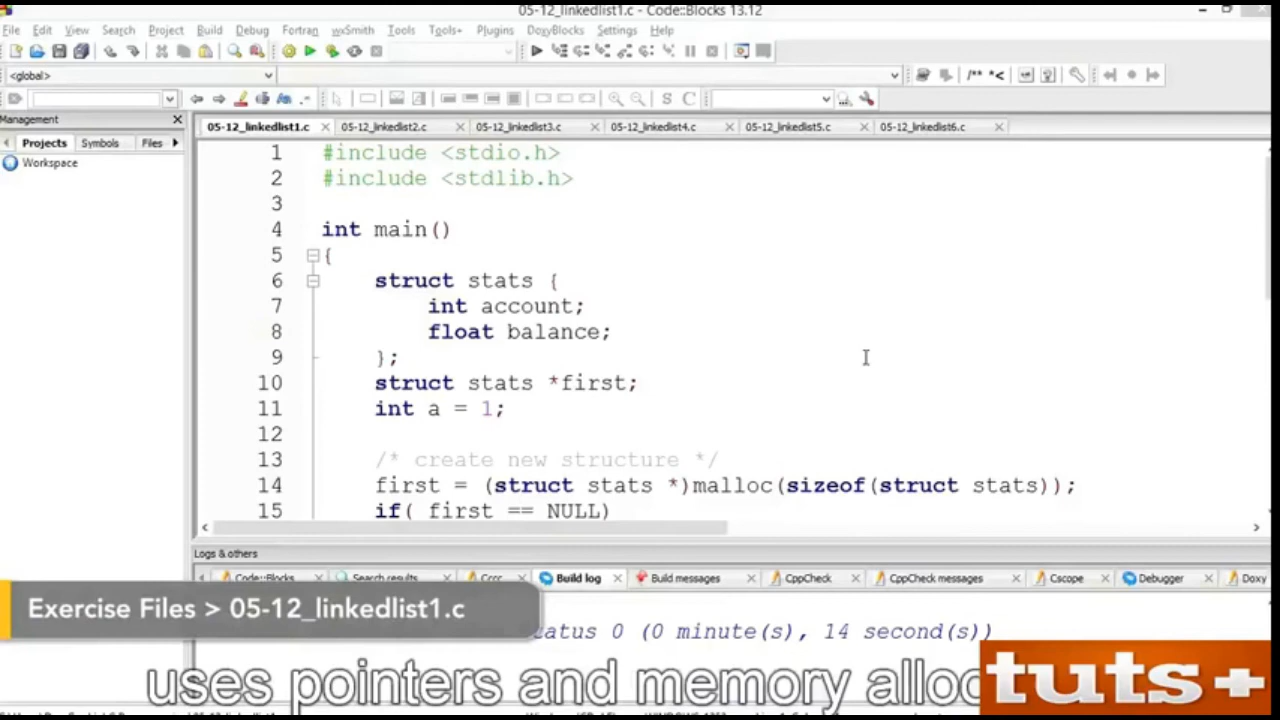 05-12_linkedlist1.c - Code::Blocks 13.12
File Edit View Search Project Build Debug Fortran wxSmith Tools Tools+ Plugins DoxyBlocks Settings Help
<global>
/** *<
S C
Management
Projects Symbols Files
Workspace
05-12_linkedlist1.c 05-12_linkedlist2.c 05-12_linkedlist3.c 05-12_linkedlist4.c 05-12_linkedlist5.c 05-12_linkedlist6.c
1 #include <stdio.h>
2 #include <stdlib.h>
3
4 int main()
5 {
6 struct stats {
7 int account;
8 float balance;
9 };
10 struct stats *first;
11 int a = 1;
12
13 /* create new structure */
14 first = (struct stats *)malloc(sizeof(struct stats));
15 if( first == NULL)
Logs & others
Code::Blocks Search results Cccc Build log Build messages CppCheck CppCheck messages Cscope Debugger Doxy
Exercise Files > 05-12_linkedlist1.c
tatus 0 (0 minute(s), 14 second(s))
uses pointers and memory alloc
tuts+